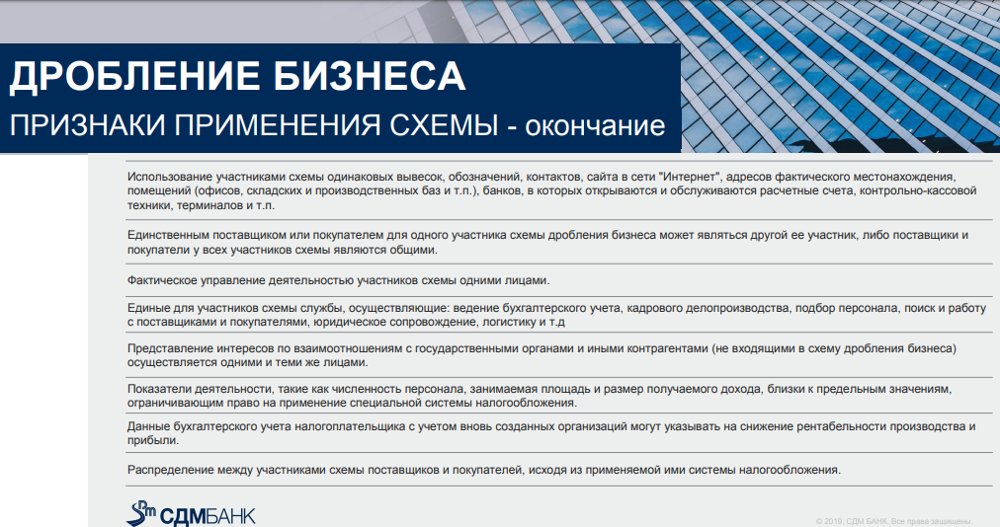 ДРОБЛЕНИЕ БИЗНЕСА
ПРИЗНАКИ ПРИМЕНЕНИЯ СХЕМЫ - окончание
Использование участниками схемы одинаковых вывесок, обозначений, контактов, сайта в сети "Интернет", адресов фактического местонахождения,
помещений (офисов, складских и производственных баз и т.п.), банков, в которых открываются и обслуживаются расчетные счета, контрольно-кассовой
техники, терминалов и т.п.
Единственным поставщиком или покупателем для одного участника схемы дробления бизнеса может являться другой ее участник, либо поставщики и
покупатели у всех участников схемы являются общими.
Фактическое управление деятельностью участников схемы одними лицами.
Единые для участников схемы службы, осуществляющие: ведение бухгалтерского учета, кадрового делопроизводства, подбор персонала, поиск и работу
с поставщиками и покупателями, юридическое сопровождение, логистику и т.д
Представление интересов по взаимоотношениям с государственными органами и иными контрагентами (не входящими в схему дробления бизнеса)
осуществляется одними и теми же лицами.
Показатели деятельности, такие как численность персонала, занимаемая площадь и размер получаемого дохода, близки к предельным значениям,
ограничивающим право на применение специальной системы налогообложения.
Данные бухгалтерского учета налогоплательщика с учетом вновь созданных организаций могут указывать на снижение рентабельности производства и
прибыли.
Распределение между участниками схемы поставщиков и покупателей, исходя из применяемой ими системы налогообложения.
СДМБАНК
© 2019, СДМ БАНК. Все права защищены.